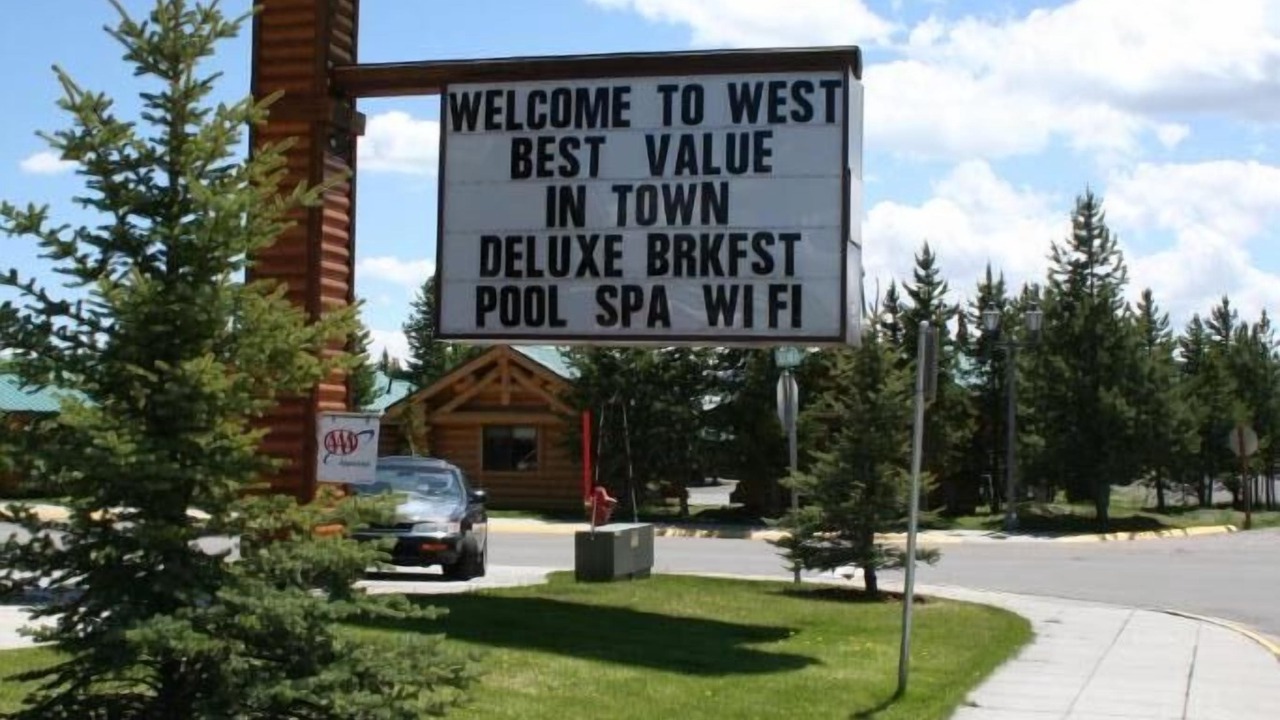 WELCOME TO WEST
BEST VALUE
IN TOWN
DELUXE BRKFST
POOL SPA WI FI
AAA